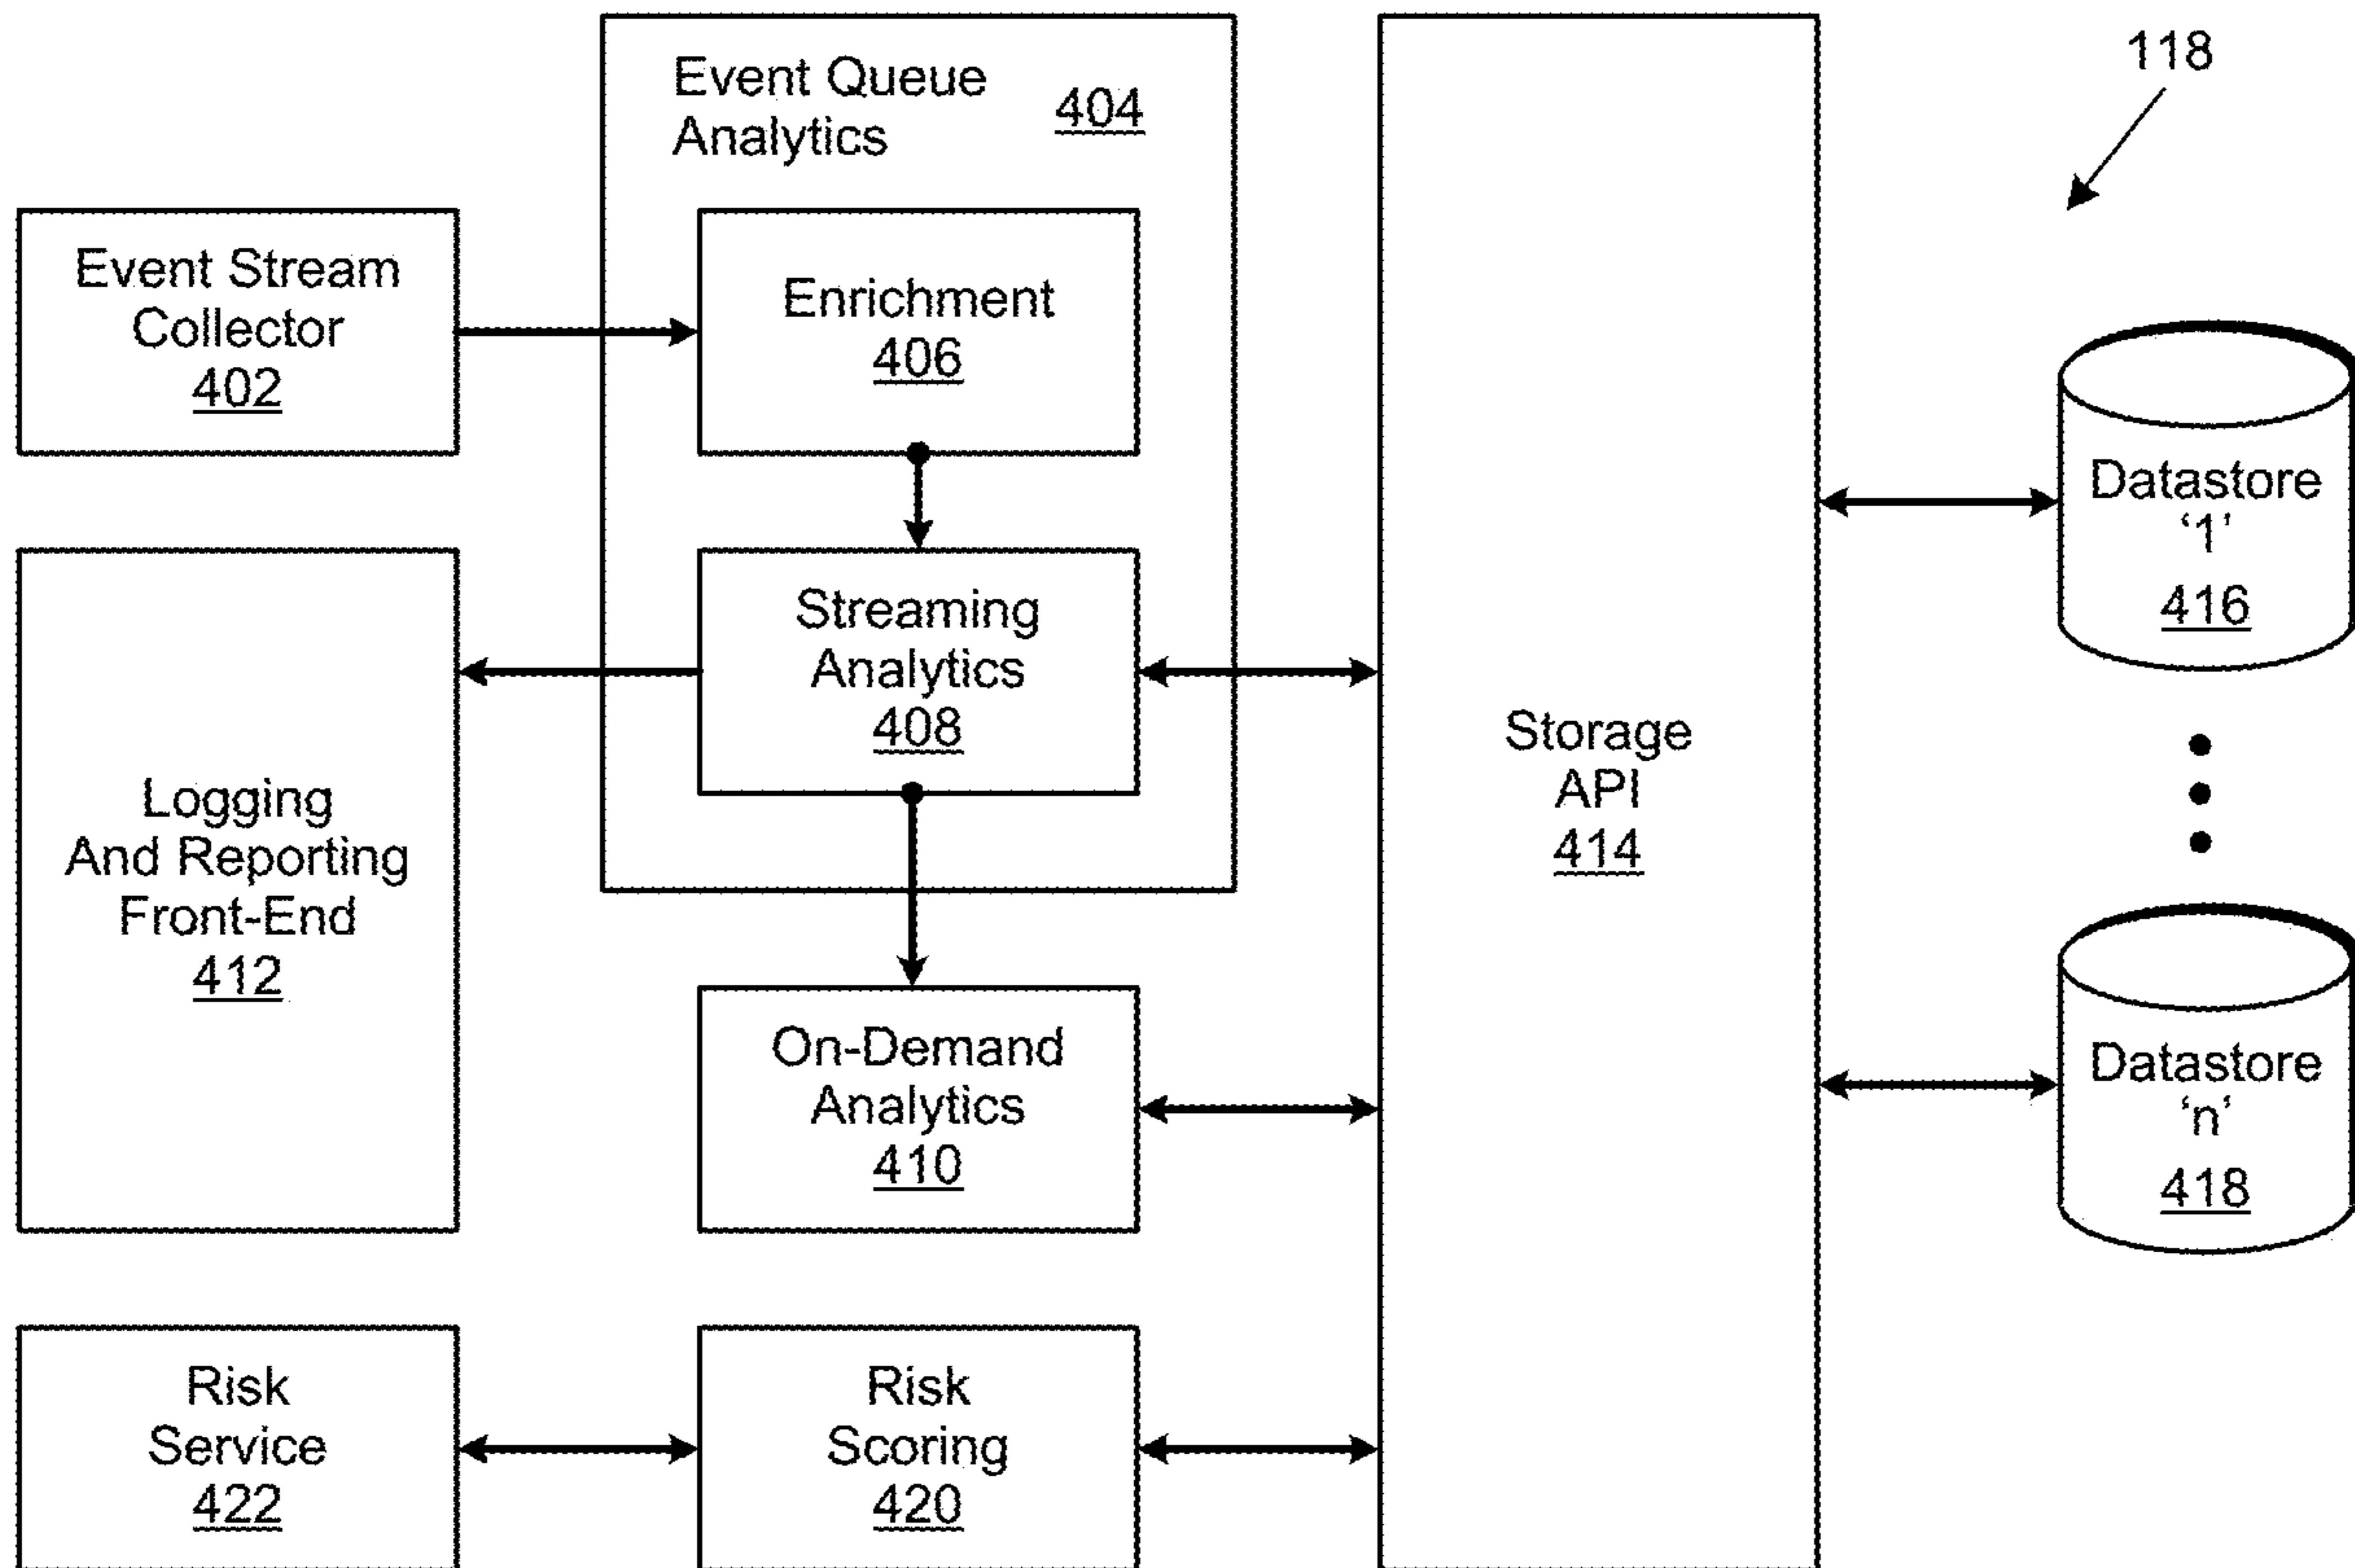 Event Queue
Analytics
404
118
Event Stream
Collector
402
Enrichment
406
Datastore
‘1’
416
Streaming
Analytics
408
Storage
API
414
Logging
And Reporting
Front-End
412
On-Demand
Analytics
410
Datastore
‘n’
418
Risk
Service
422
Risk
Scoring
420